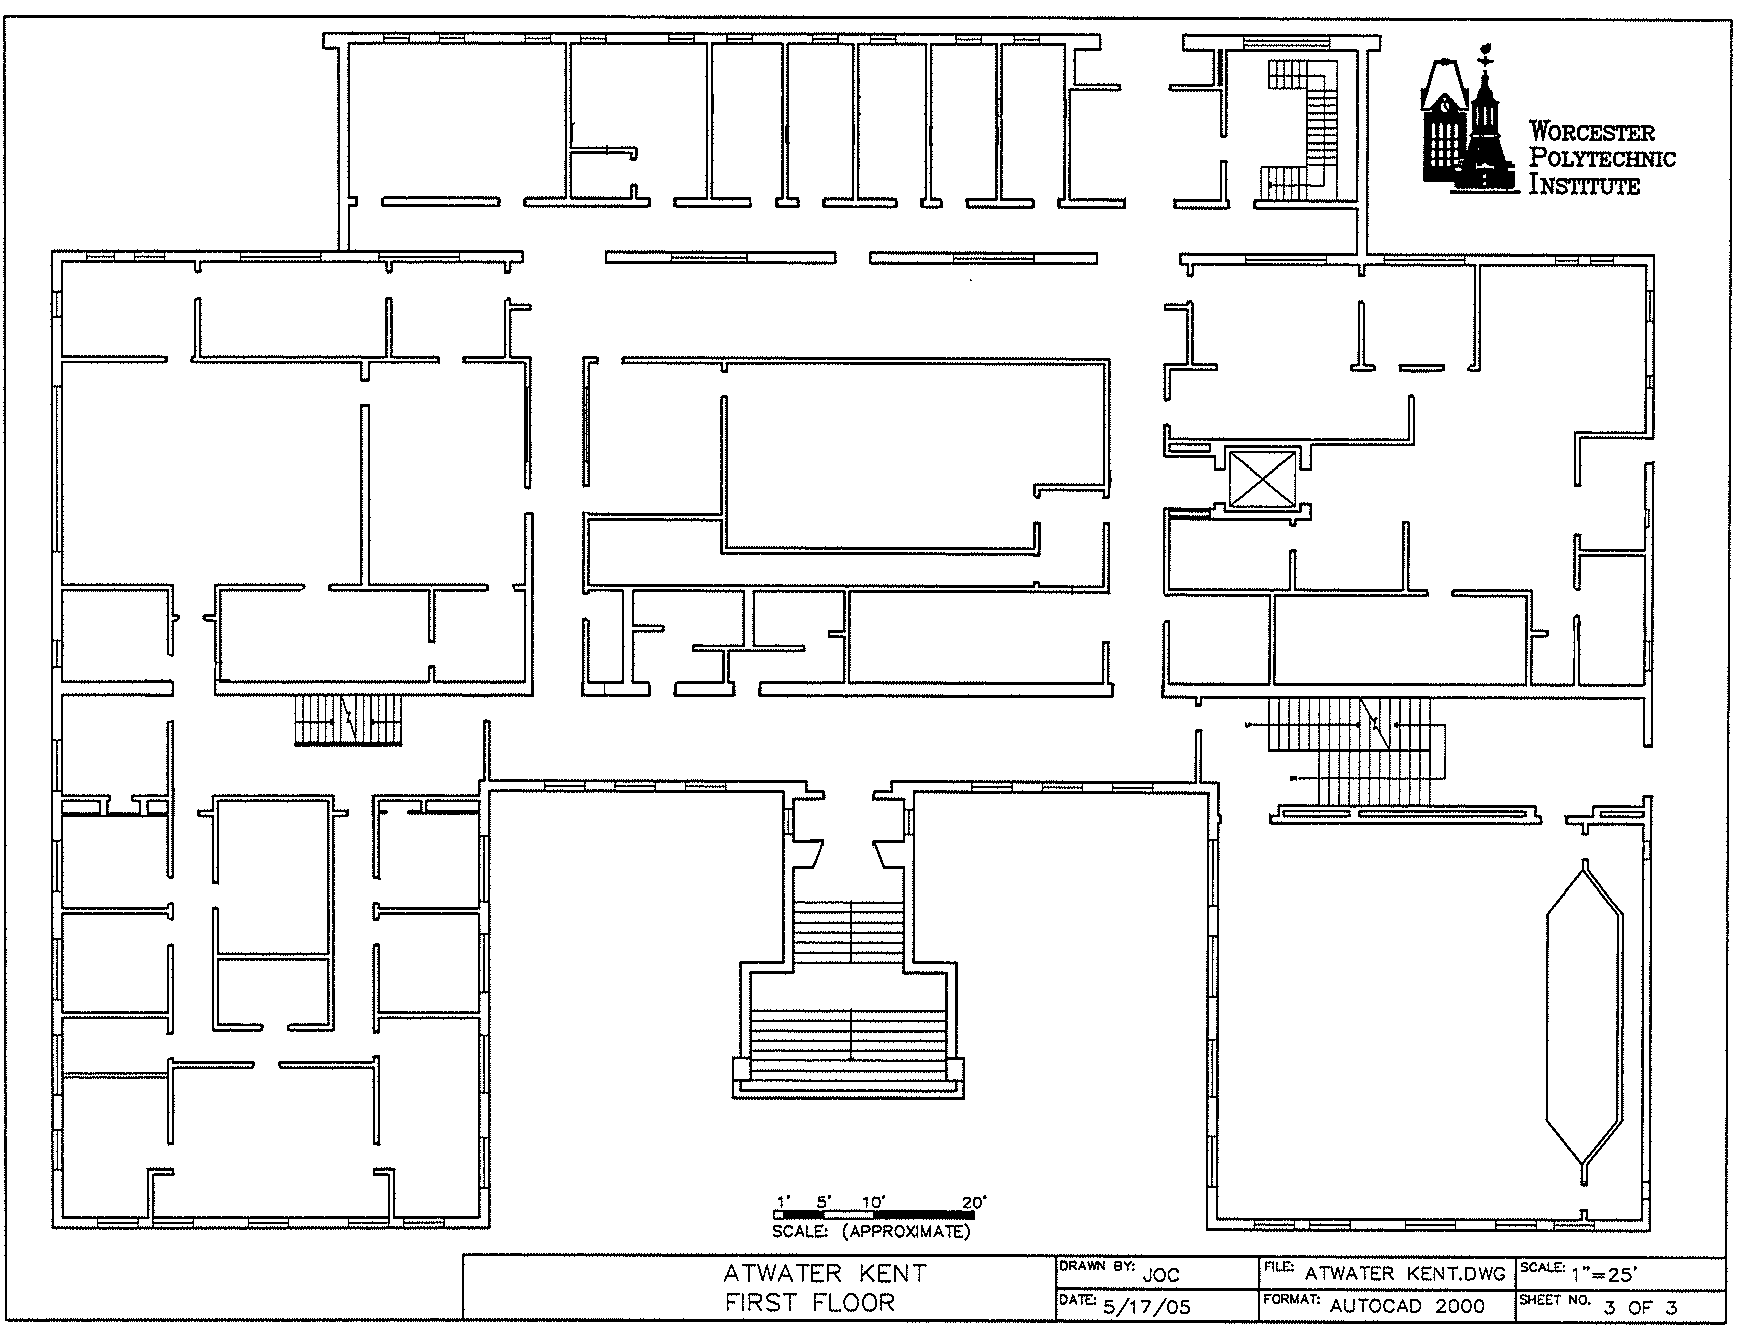 WORCESTER
POLYTECHNIC
INSTITUTE
1' 5' 10' 20'
SCALE: (APPROXIMATE)
ATWATER KENT
FIRST FLOOR
DRAWN BY: JOC
DATE: 5/17/05
FILE: ATWATER KENT.DWG
FORMAT: AUTOCAD 2000
SCALE: 1"=25'
SHEET NO. 3 OF 3